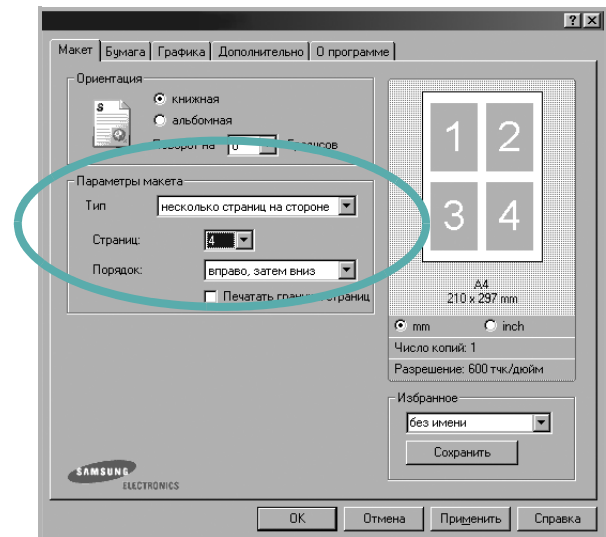 ? ×
Макет Бумага Графика Дополнительно О программе
Ориентация
S
книжная
альбомная
Поворот на 0 Градусов
Параметры макета
Тип несколько страниц на стороне
Страниц: 4
Порядок: вправо, затем вниз
Печатать границы страниц
1 2
3 4
A4
210 x 297 mm
mm inch
Число копий: 1
Разрешение: 600 тчк/дюйм
Избранное
без имени
Сохранить
SAMSUNG
ELECTRONICS
OK Отмена Применить Справка